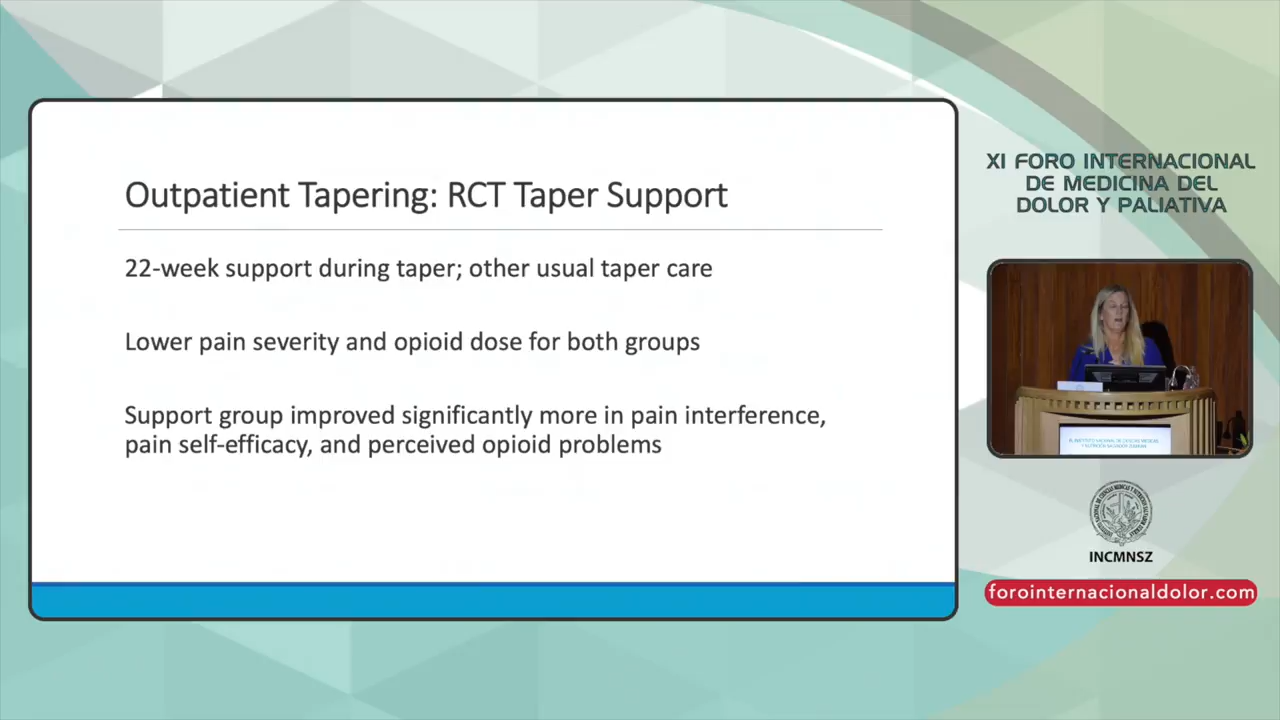 Outpatient Tapering: RCT Taper Support
22-week support during taper; other usual taper care
Lower pain severity and opioid dose for both groups
Support group improved significantly more in pain interference,
pain self-efficacy, and perceived opioid problems
XI FORO INTERNACIONAL
DE MEDICINA DEL
DOLOR Y PALIATIVA
INCMNSZ
forointernacionaldolor.com